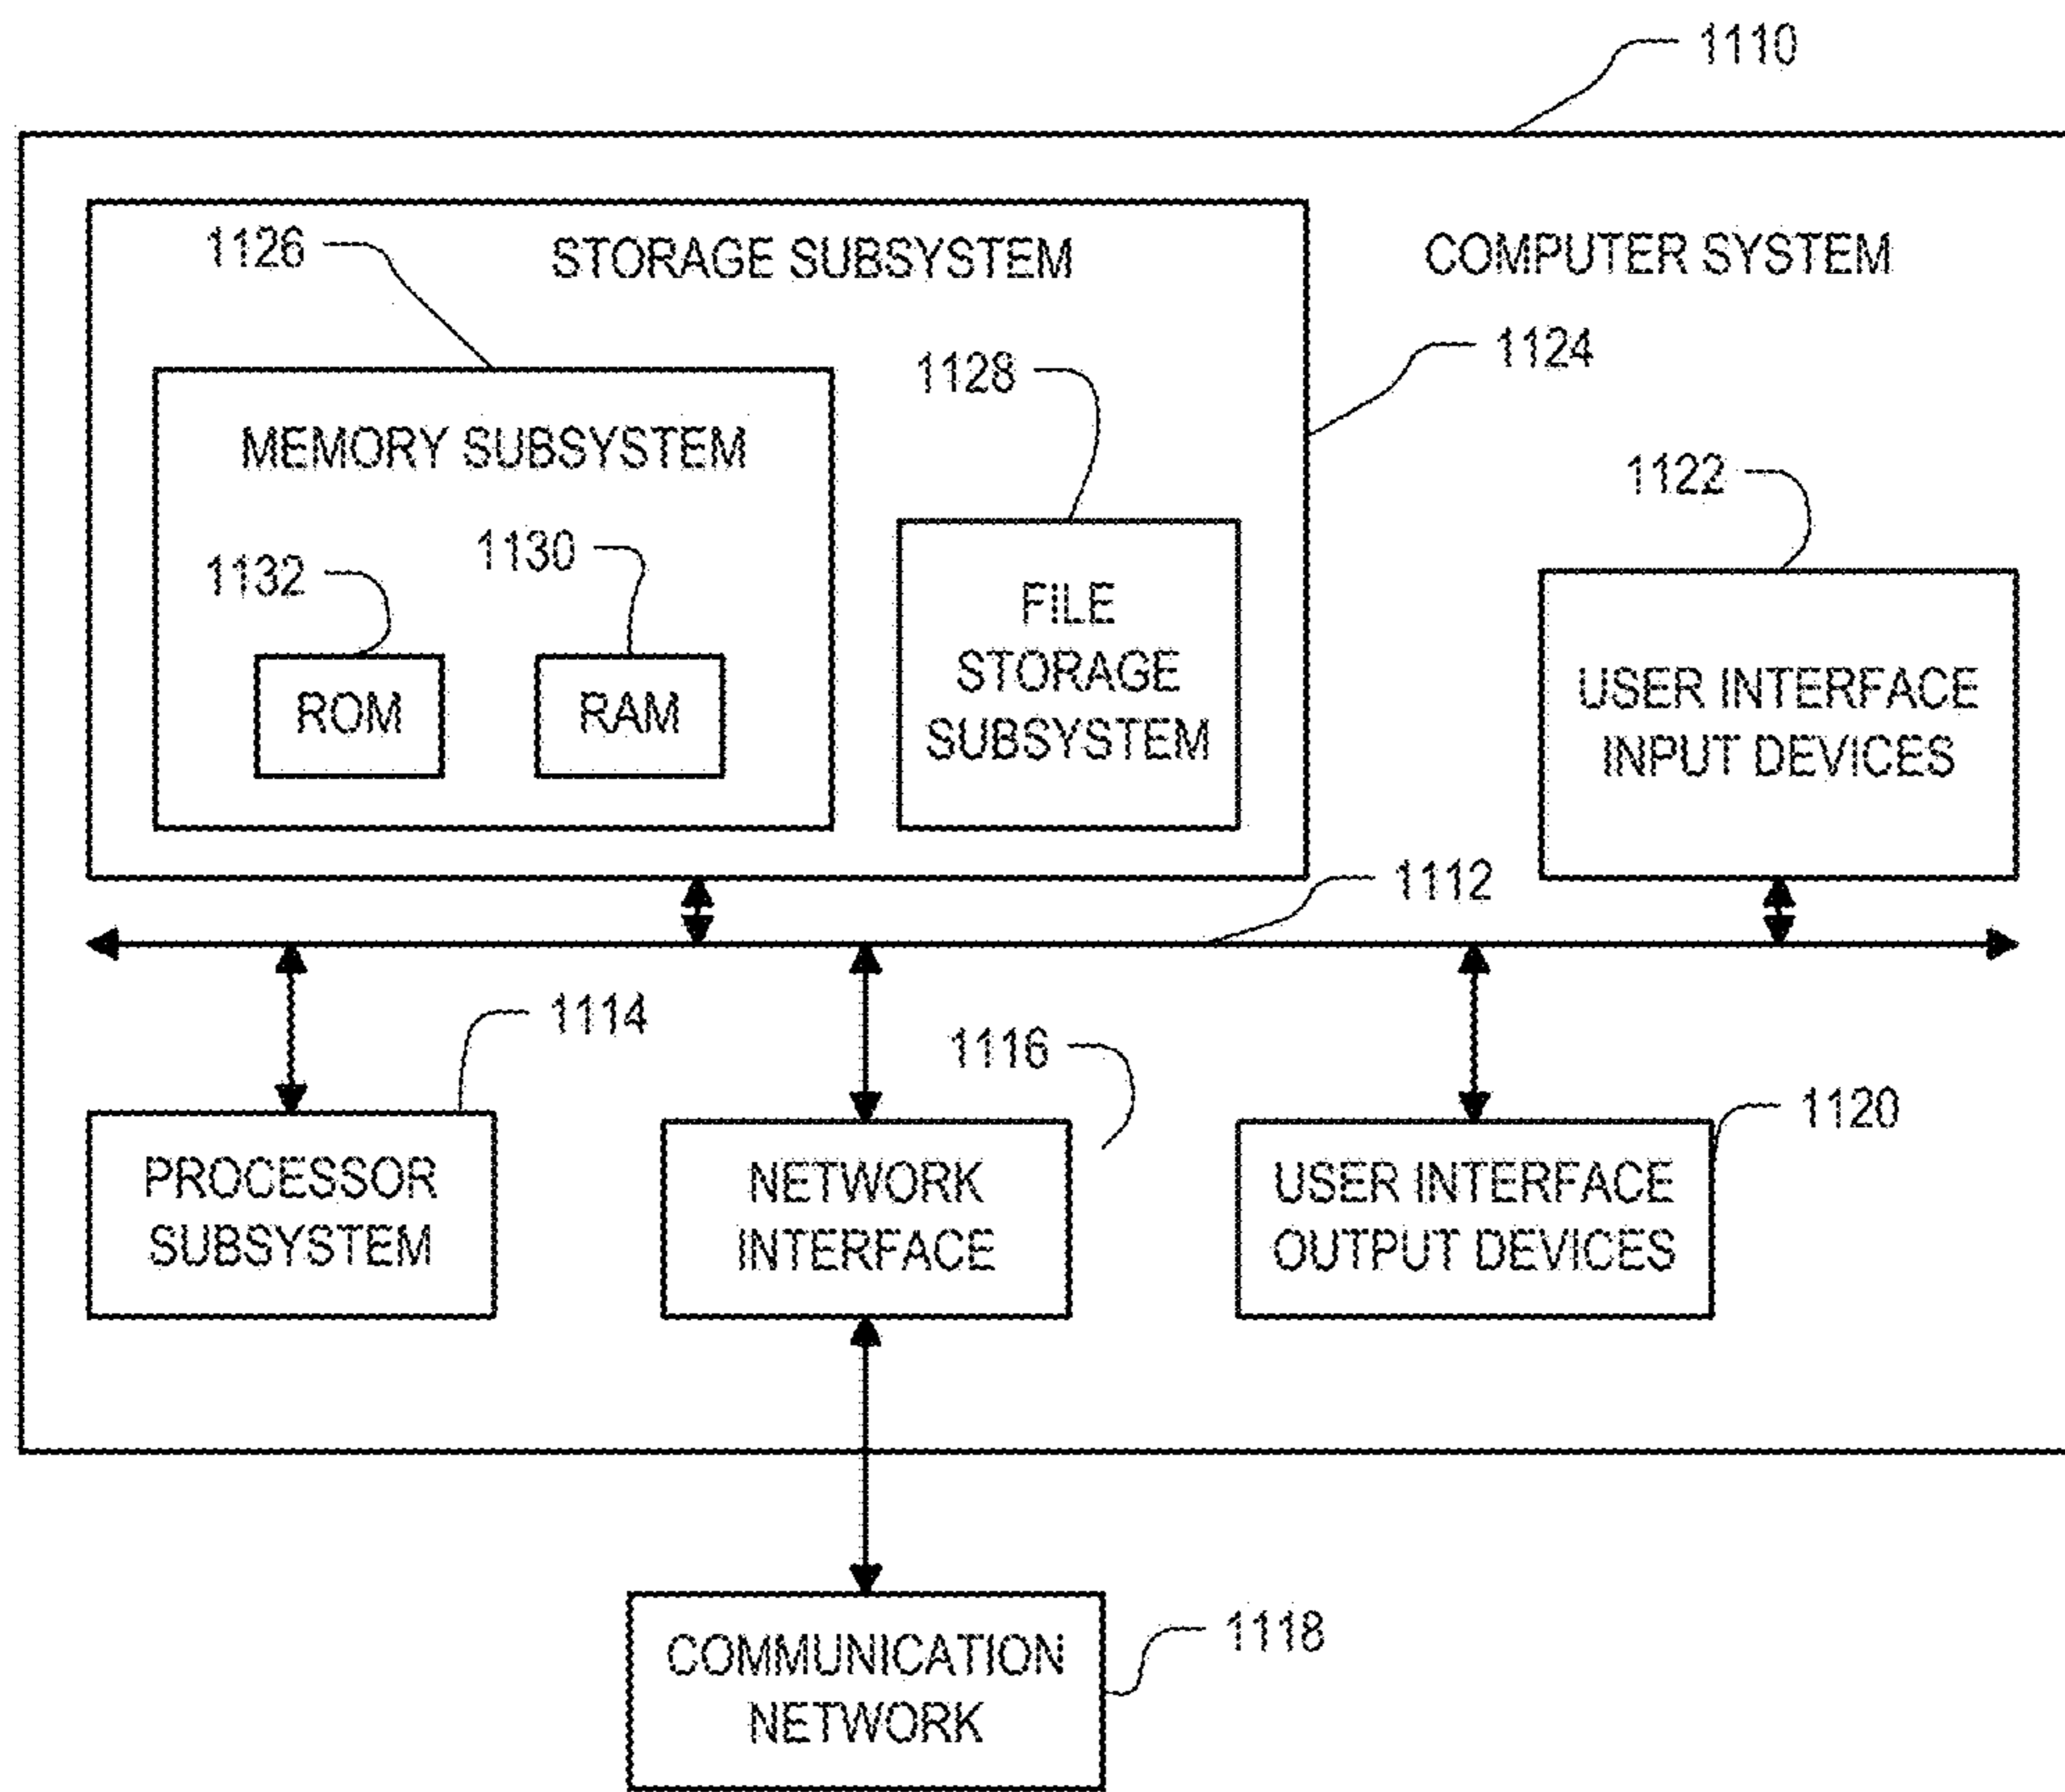 1110
1126
STORAGE SUBSYSTEM
COMPUTER SYSTEM
1124
1128
MEMORY SUBSYSTEM
1122
1132
1130
FILE
STORAGE
SUBSYSTEM
ROM
RAM
USER INTERFACE
INPUT DEVICES
1112
1114
1116
1120
PROCESSOR
SUBSYSTEM
NETWORK
INTERFACE
USER INTERFACE
OUTPUT DEVICES
COMMUNICATION
NETWORK
1118